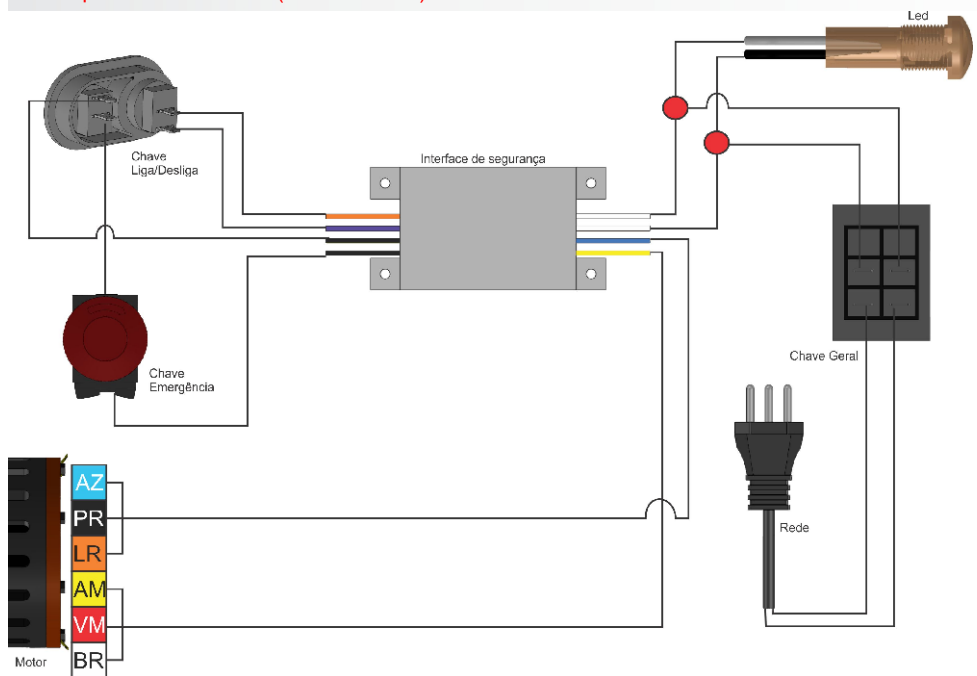 Led
Chave
Liga/Desliga
Interface de segurança
Chave Geral
Chave
Emergência
Rede
AZ
PR
LR
AM
VM
BR
Motor